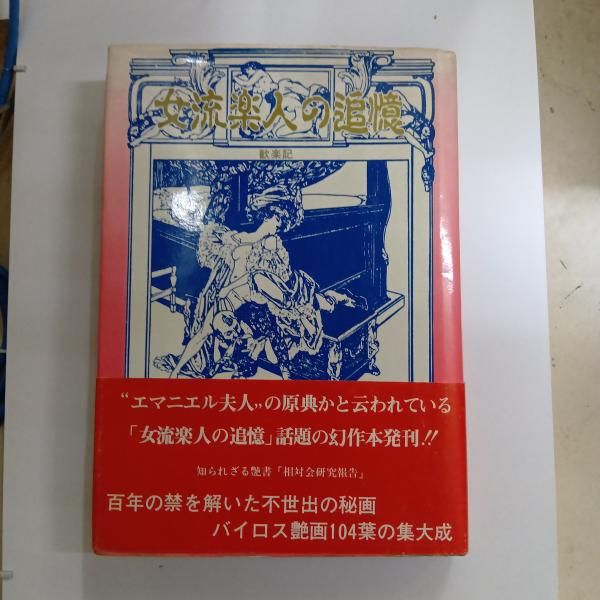 女流楽人の追憶
歓楽記
“エマニエル夫人”の原典かと云われている
「女流楽人の追憶」話題の幻作本発刊!!
知られざる艶書「相対会研究報告」
百年の禁を解いた不世出の秘画
バイロス艶画104葉の集大成